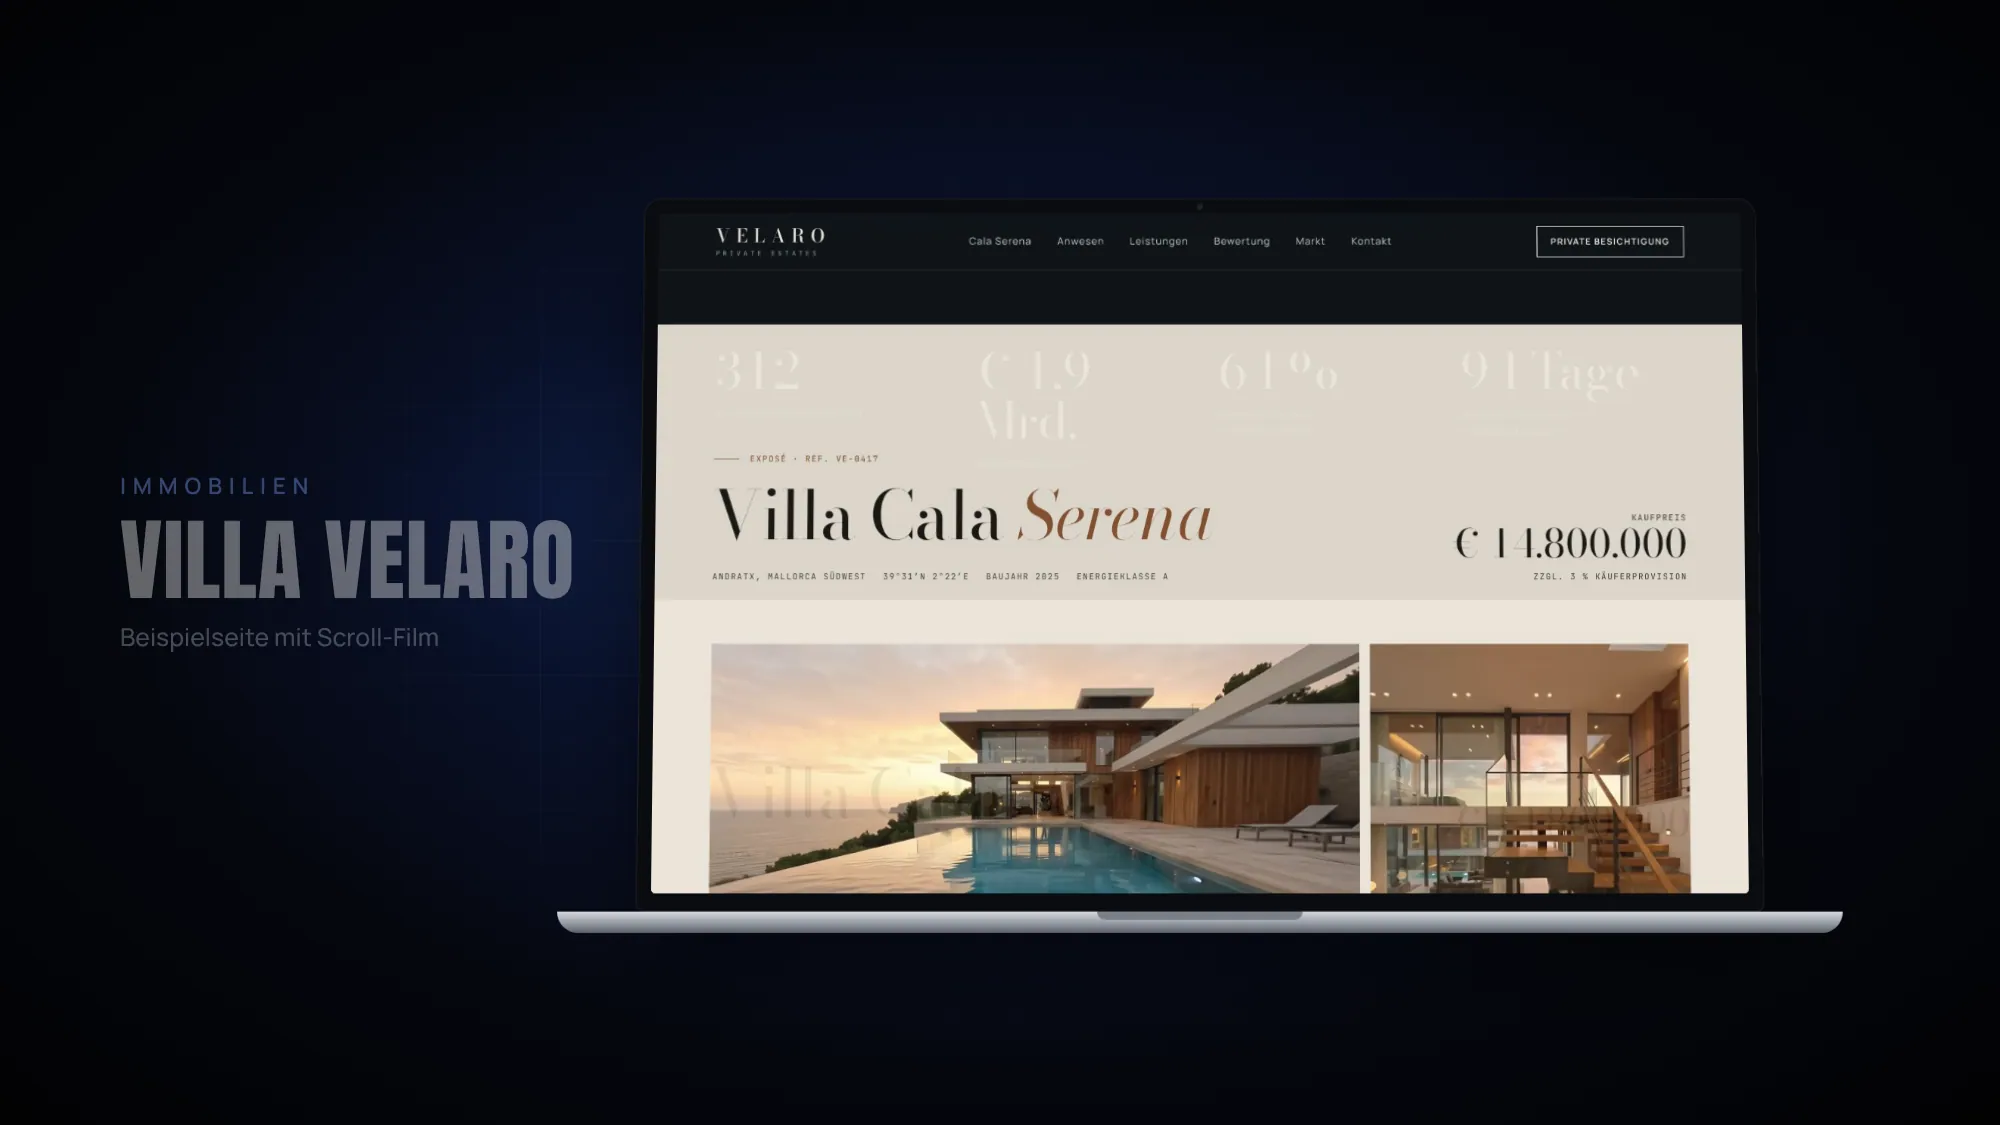 VELARO
PRIVATE ESTATES
Cala Serena Anwesen Leistungen Bewertung Markt Kontakt
PRIVATE BESICHTIGUNG
312 € 1,9 61 % 91 Tage
Mrd.
EXPOSÉ · REF. VE-0417
Villa Cala Serena
KAUFPREIS
€ 14.800.000
ANDRATX, MALLORCA SÜDWEST 39°31’N 2°22’E BAUJAHR 2025 ENERGIEKLASSE A
ZZGL. 3 % KÄUFERPROVISION
Villa Ca
IMMOBILIEN
VILLA VELARO
Beispielseite mit Scroll-Film